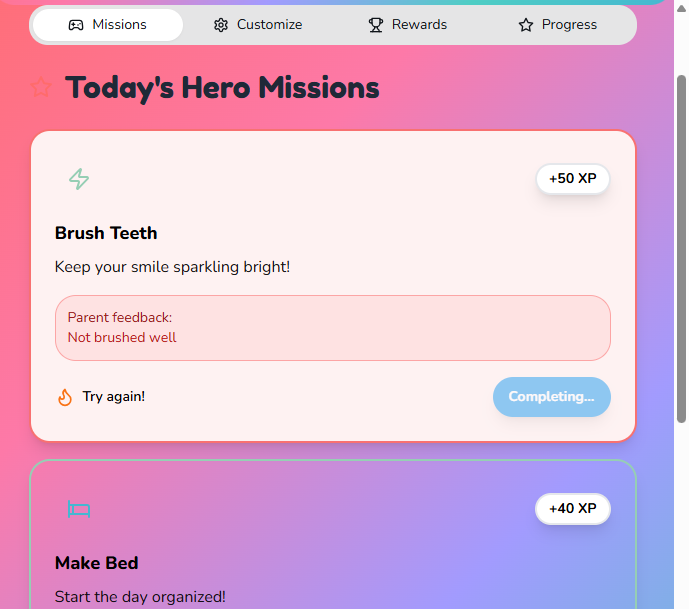 Missions
Customize
Rewards
Progress
Today's Hero Missions
+50 XP
Brush Teeth
Keep your smile sparkling bright!
Parent feedback:
Not brushed well
Try again!
Completing...
+40 XP
Make Bed
Start the day organized!